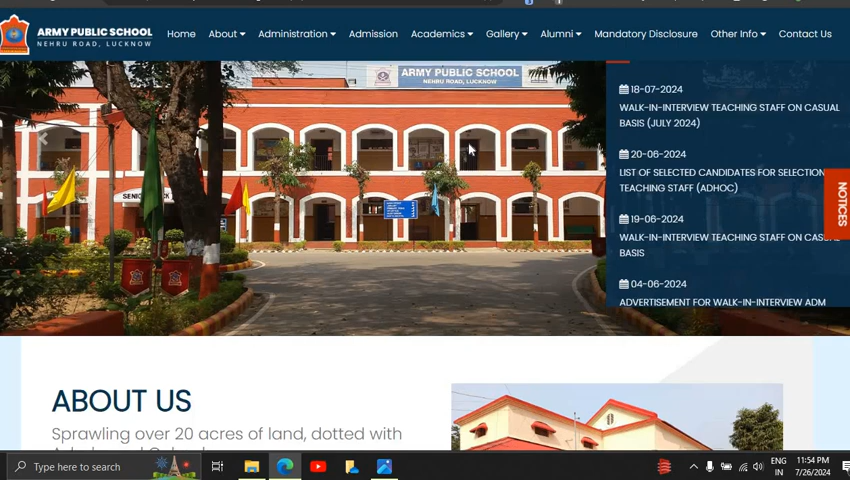 ARMY PUBLIC SCHOOL
NEHRU ROAD, LUCKNOW
Home About Administration Admission Academics Gallery Alumni Mandatory Disclosure Other Info Contact Us
ARMY PUBLIC SCHOOL
NEHRU ROAD, LUCKNOW
18-07-2024
WALK-IN-INTERVIEW TEACHING STAFF ON CASUAL
BASIS (JULY 2024)
20-06-2024
LIST OF SELECTED CANDIDATES FOR SELECTION
TEACHING STAFF (ADHOC)
19-06-2024
WALK-IN-INTERVIEW TEACHING STAFF ON CASUAL
BASIS
04-06-2024
ADVERTISEMENT FOR WALK-IN-INTERVIEW ADM
NOTICES
ABOUT US
Sprawling over 20 acres of land, dotted with
Type here to search
ENG
IN
11:54 PM
7/26/2024